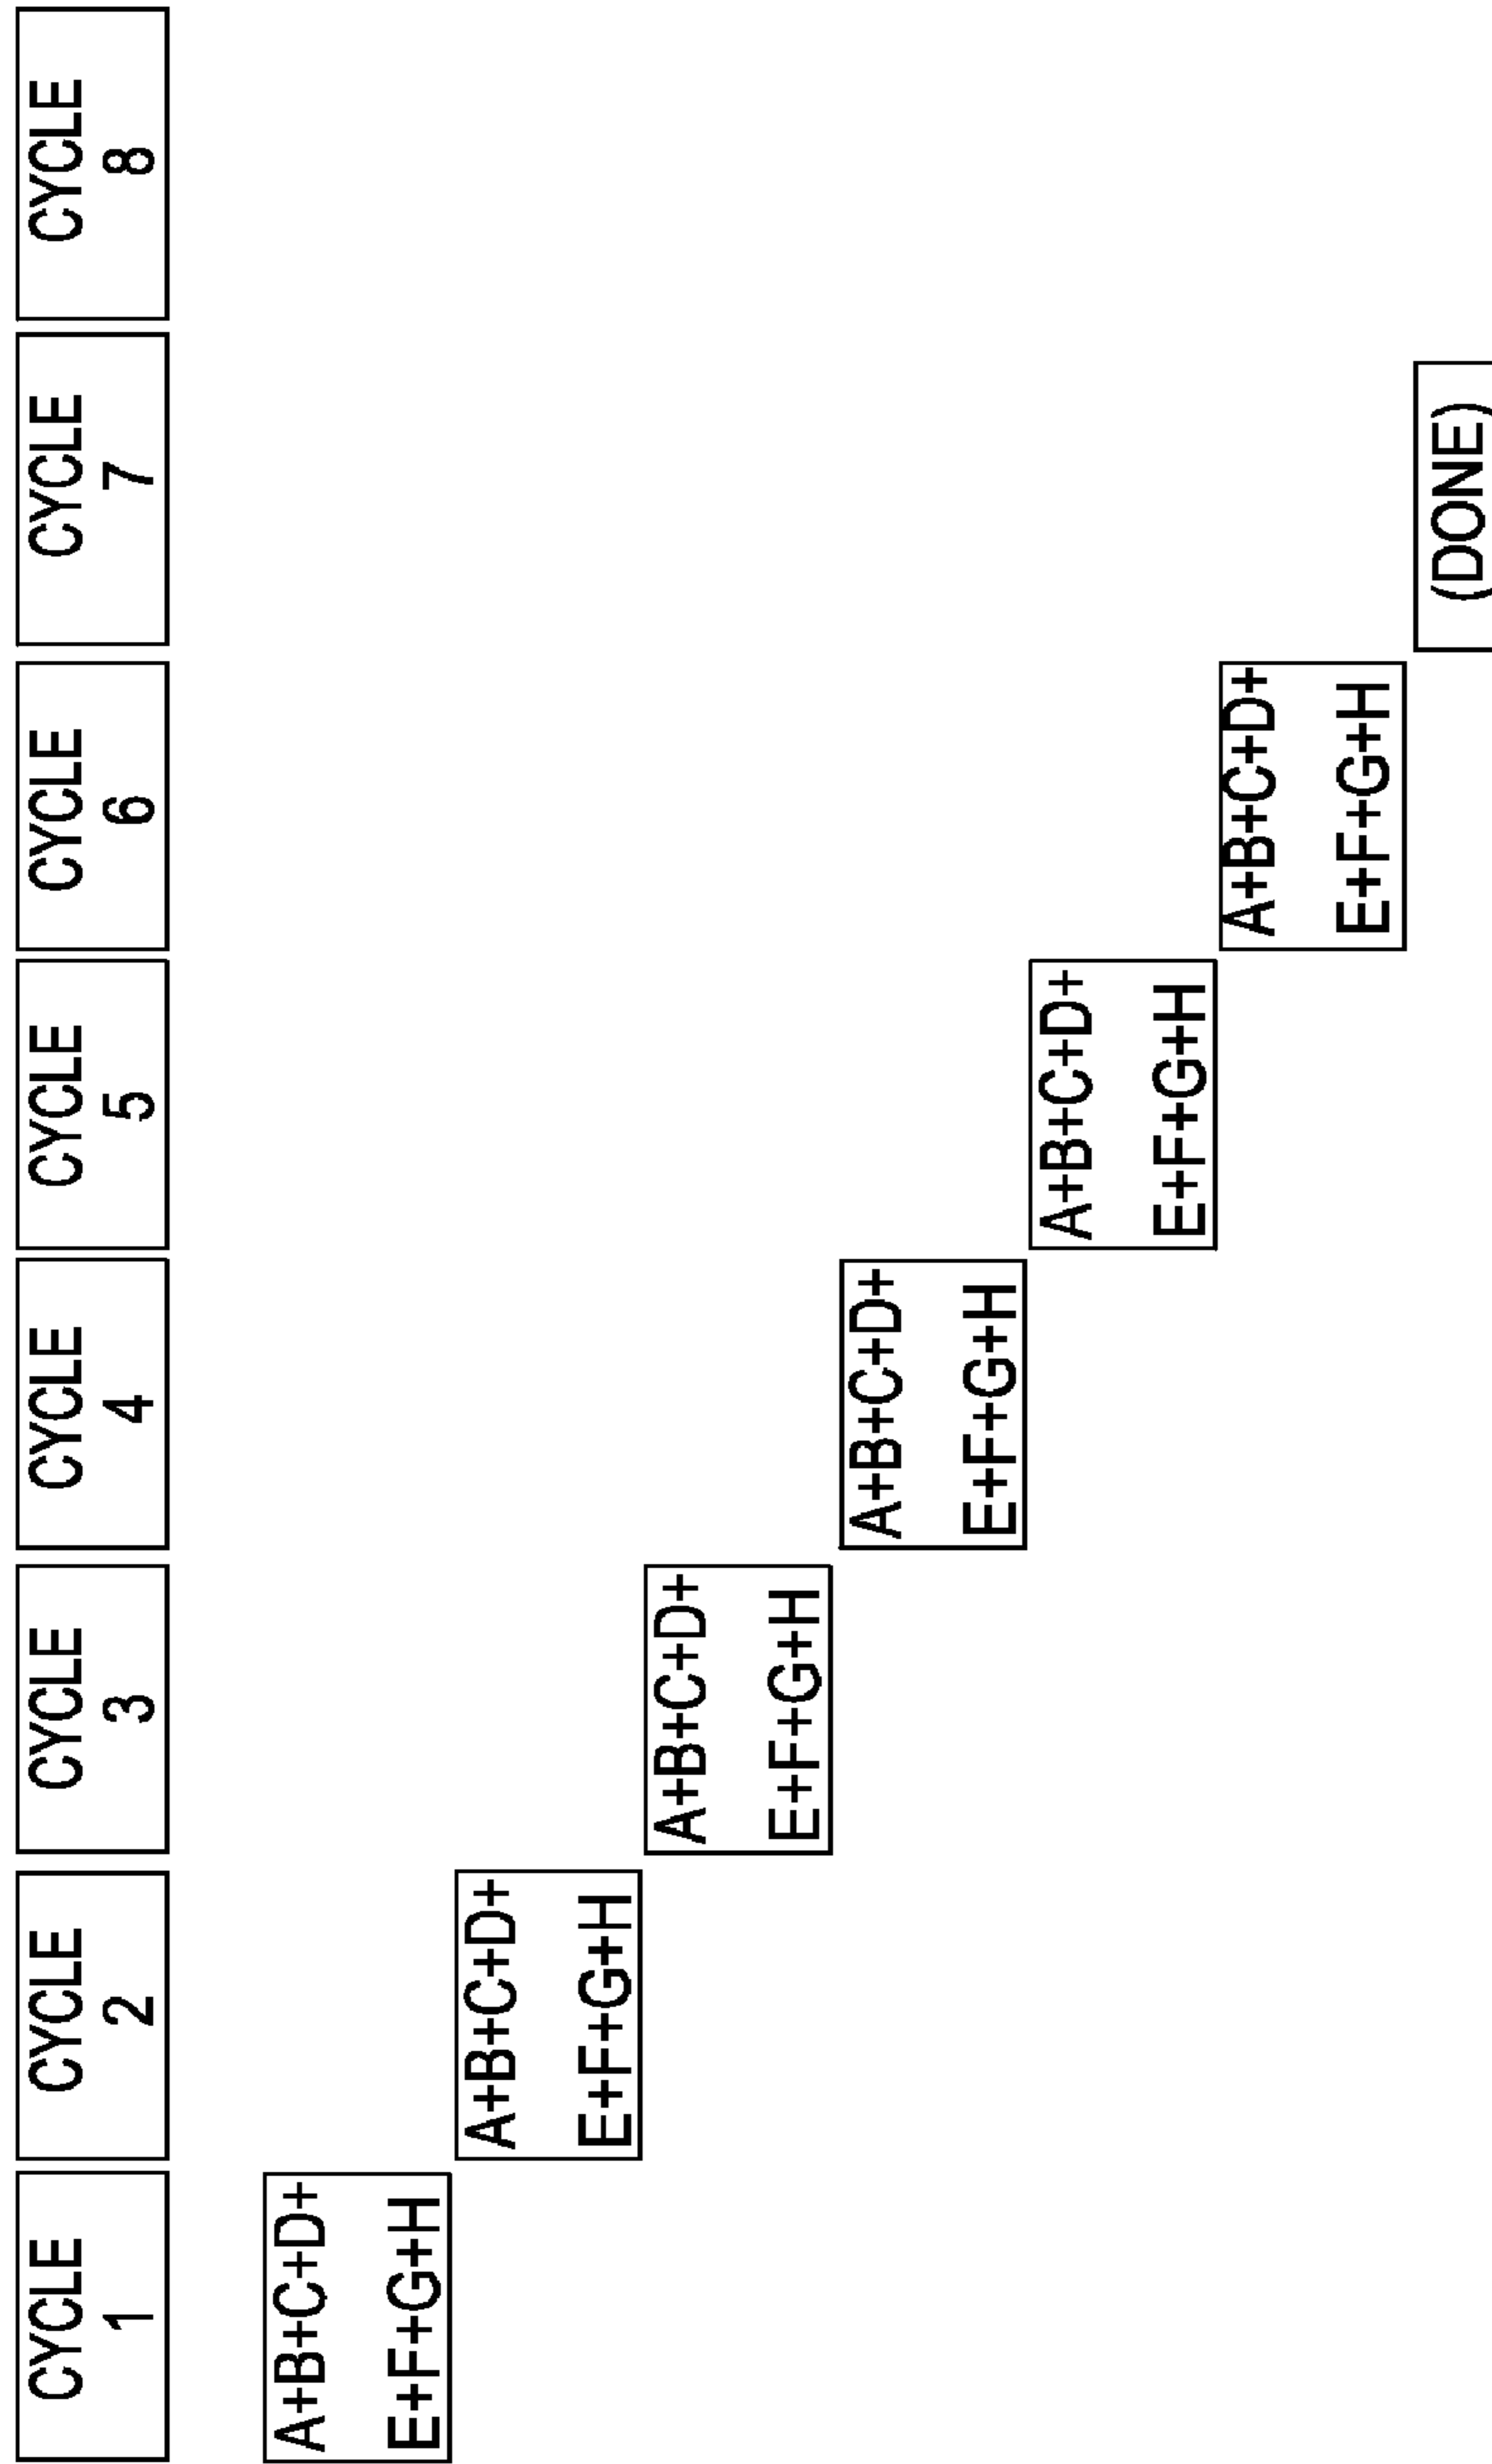 CYCLE
1
CYCLE
2
CYCLE
3
CYCLE
4
CYCLE
5
CYCLE
6
CYCLE
7
CYCLE
8
A+B+C+D+
E+F+G+H
A+B+C+D+
E+F+G+H
A+B+C+D+
E+F+G+H
A+B+C+D+
E+F+G+H
A+B+C+D+
E+F+G+H
A+B+C+D+
E+F+G+H
(DONE)